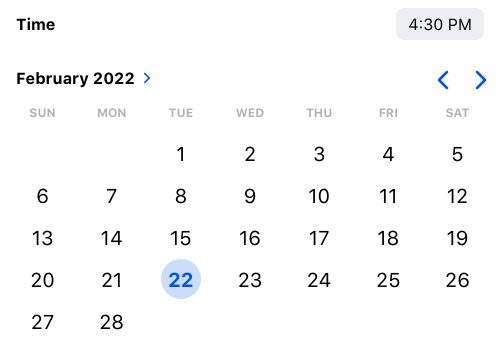 Time 4:30 PM
February 2022
SUN MON TUE WED THU FRI SAT
1 2 3 4 5
6 7 8 9 10 11 12
13 14 15 16 17 18 19
20 21 22 23 24 25 26
27 28